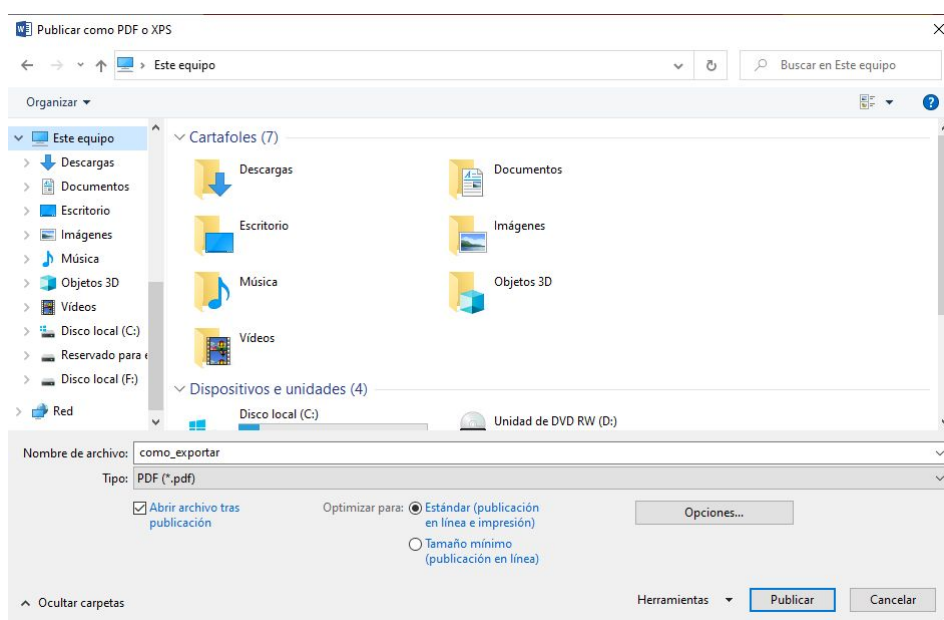 Publicar como PDF o XPS
Este equipo
Buscar en Este equipo
Organizar
Este equipo
Descargas
Documentos
Escritorio
Imágenes
Música
Objetos 3D
Vídeos
Disco local (C:)
Reservado para
Disco local (F:)
Red
Cartafoles (7)
Descargas
Documentos
Escritorio
Imágenes
Música
Objetos 3D
Vídeos
Dispositivos e unidades (4)
Disco local (C:)
Unidad de DVD RW (D:)
Nombre de archivo: como_exportar
Tipo: PDF (*.pdf)
Abrir archivo tras
publicación
Optimizar para:
Estándar (publicación
en línea e impresión)
Tamaño mínimo
(publicación en línea)
Opciones...
Ocultar carpetas
Herramientas
Publicar
Cancelar